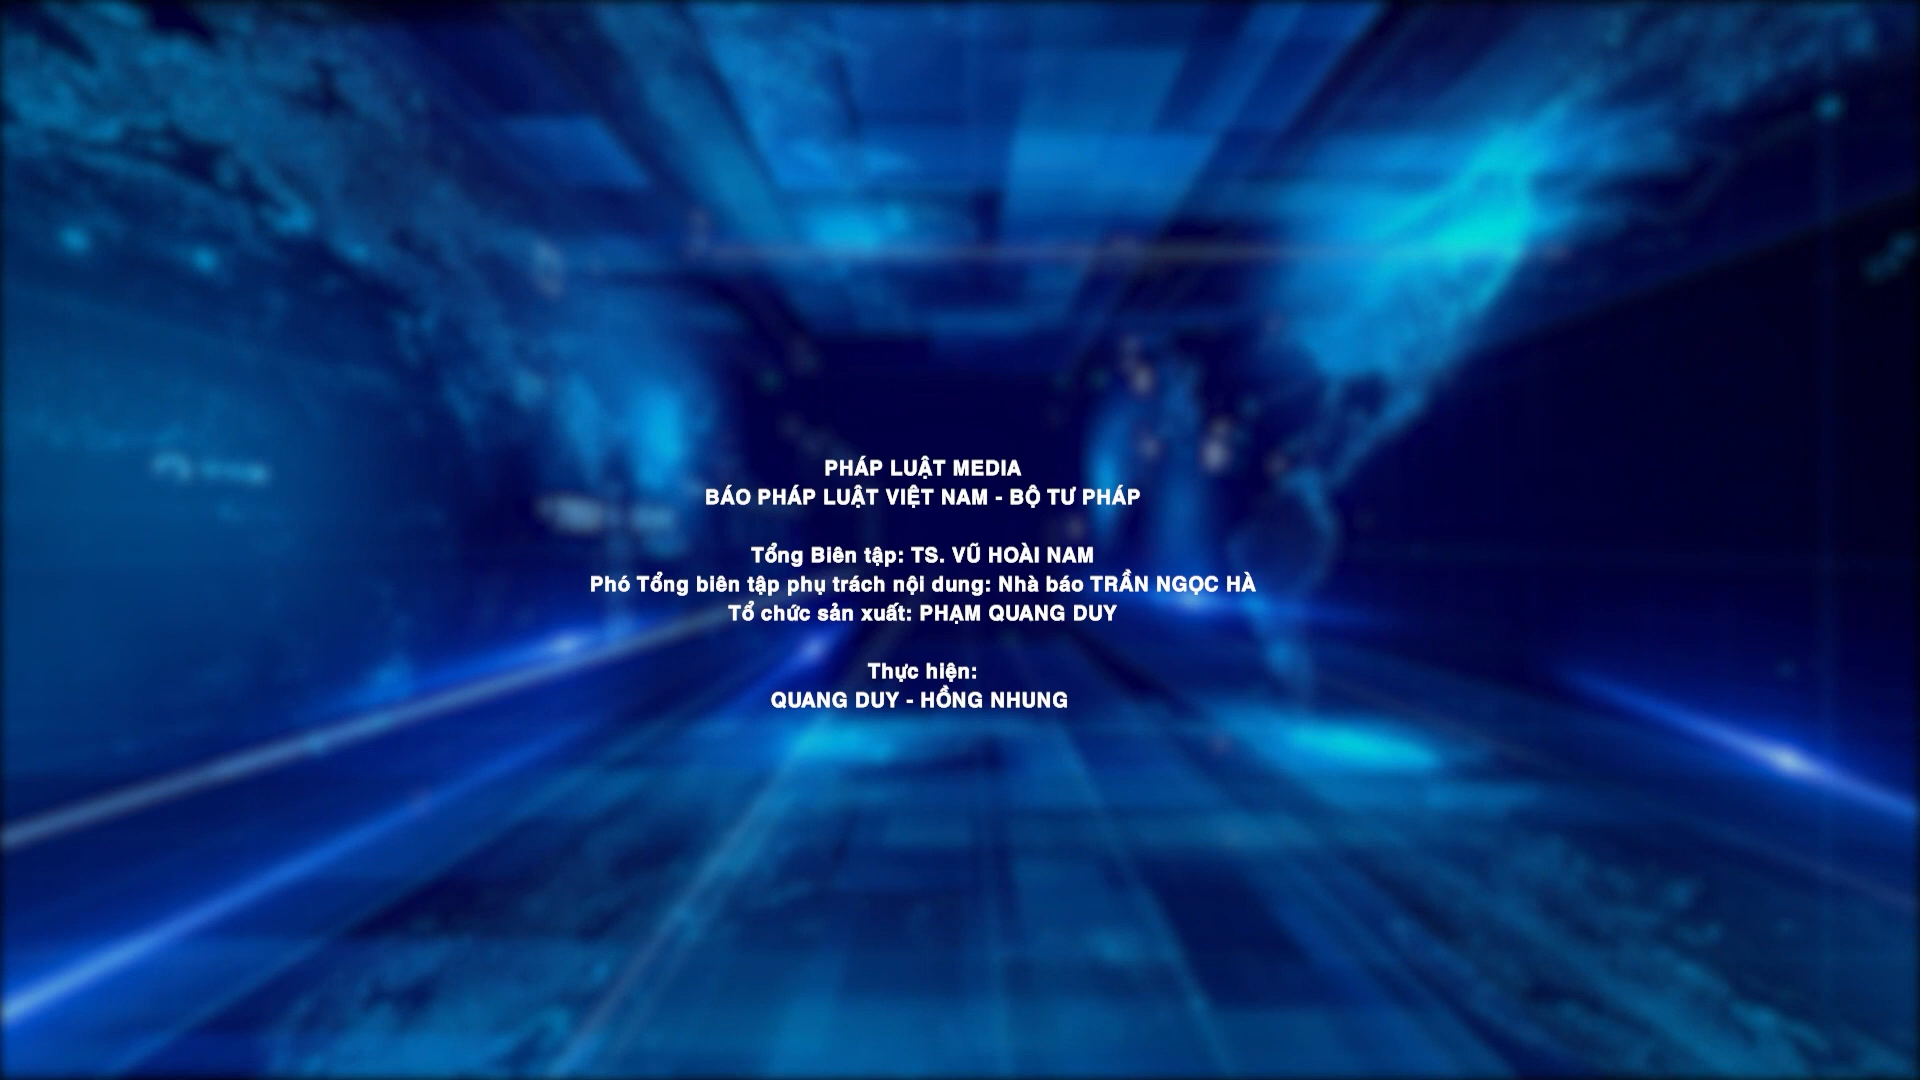 PHÁP LUẬT MEDIA
BÁO PHÁP LUẬT VIỆT NAM - BỘ TƯ PHÁP
Tổng Biên tập: TS. VŨ HOÀI NAM
Phó Tổng biên tập phụ trách nội dung: Nhà báo TRẦN NGỌC HÀ
Tổ chức sản xuất: PHẠM QUANG DUY
Thực hiện:
QUANG DUY - HỒNG NHUNG